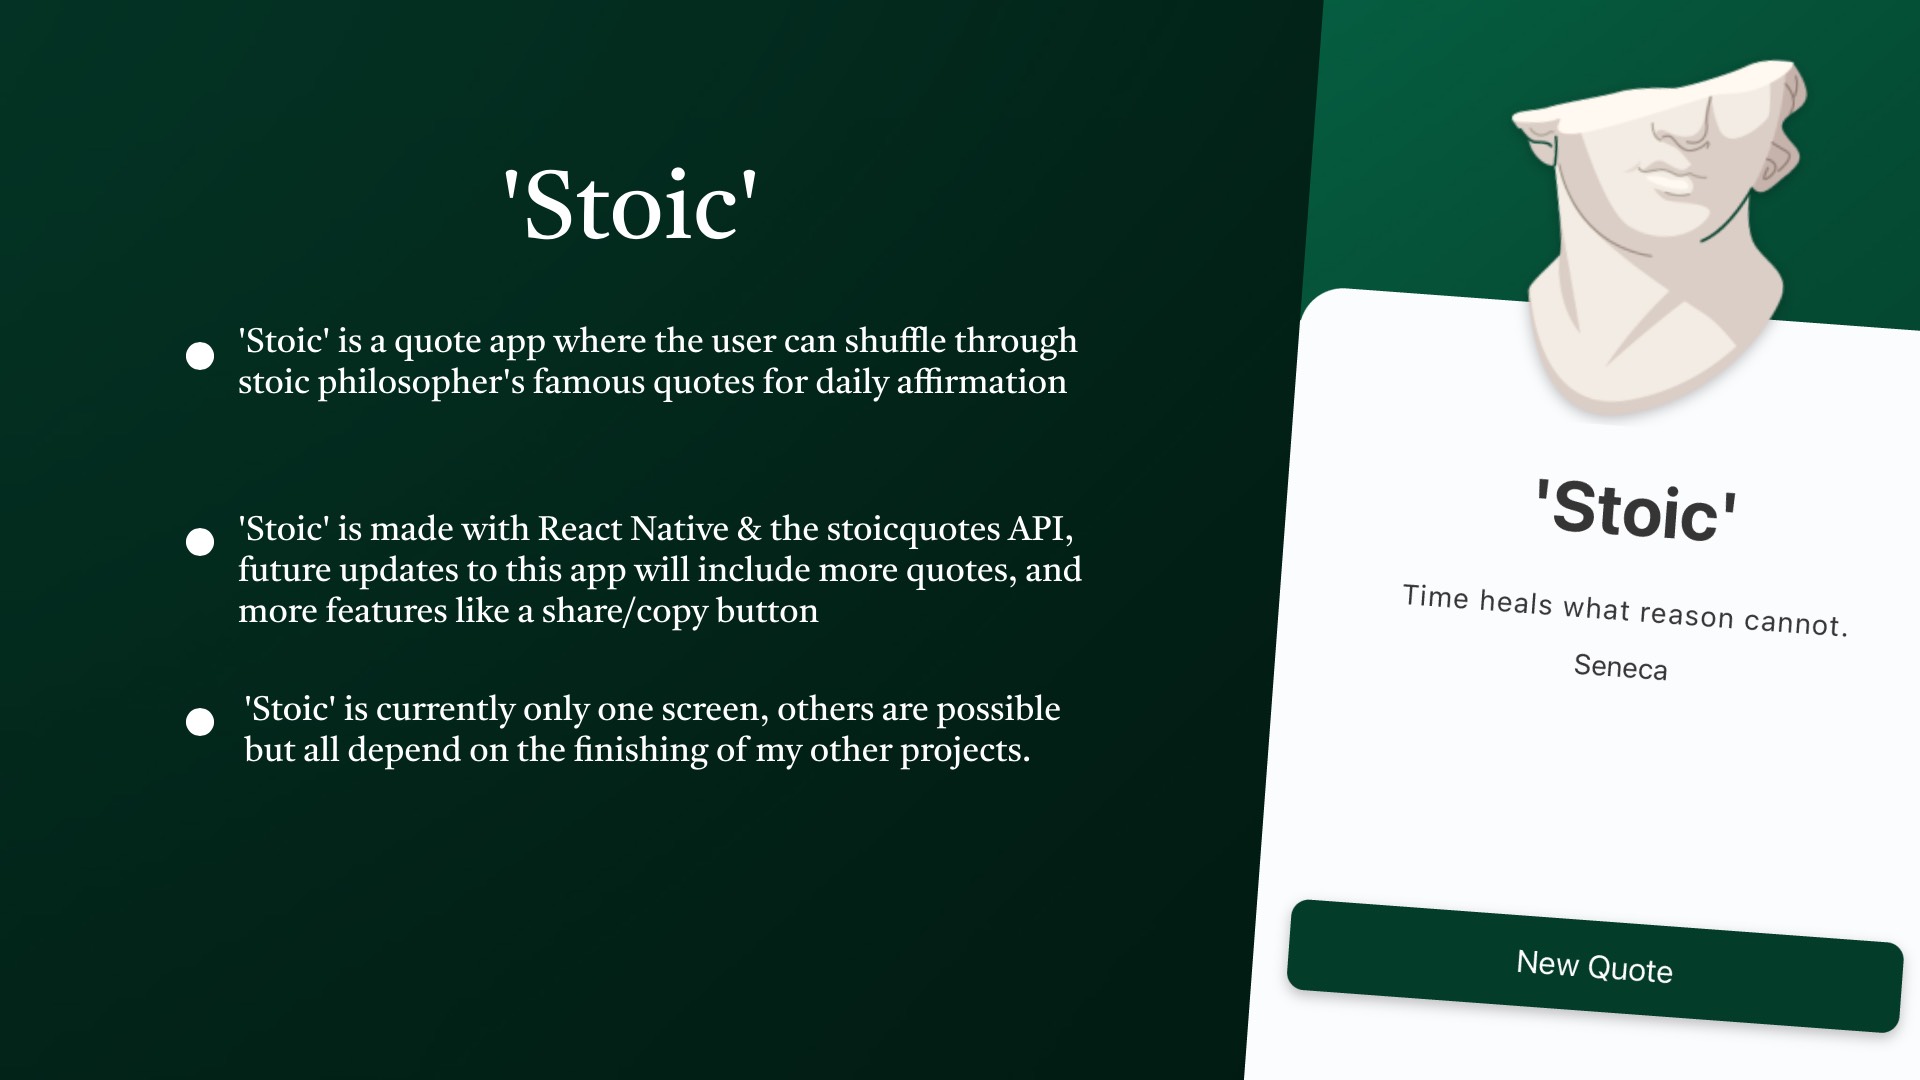 'Stoic'
'Stoic' is a quote app where the user can shuffle through
stoic philosopher's famous quotes for daily affirmation
'Stoic' is made with React Native & the stoicquotes API,
future updates to this app will include more quotes, and
more features like a share/copy button
'Stoic' is currently only one screen, others are possible
but all depend on the finishing of my other projects.
'Stoic'
Time heals what reason cannot.
Seneca
New Quote